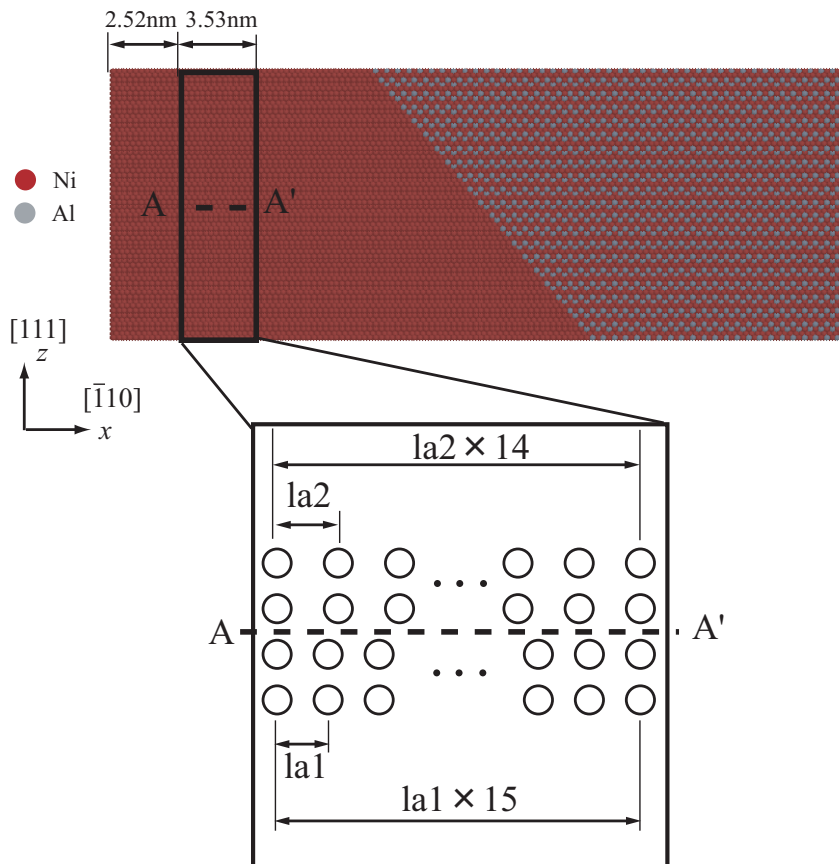 2.52nm 3.53nm
Ni
Al
A A'
[111]
z
[1̄10]
x
la2 × 14
la2
. . .
A A'
. . .
la1
la1 × 15